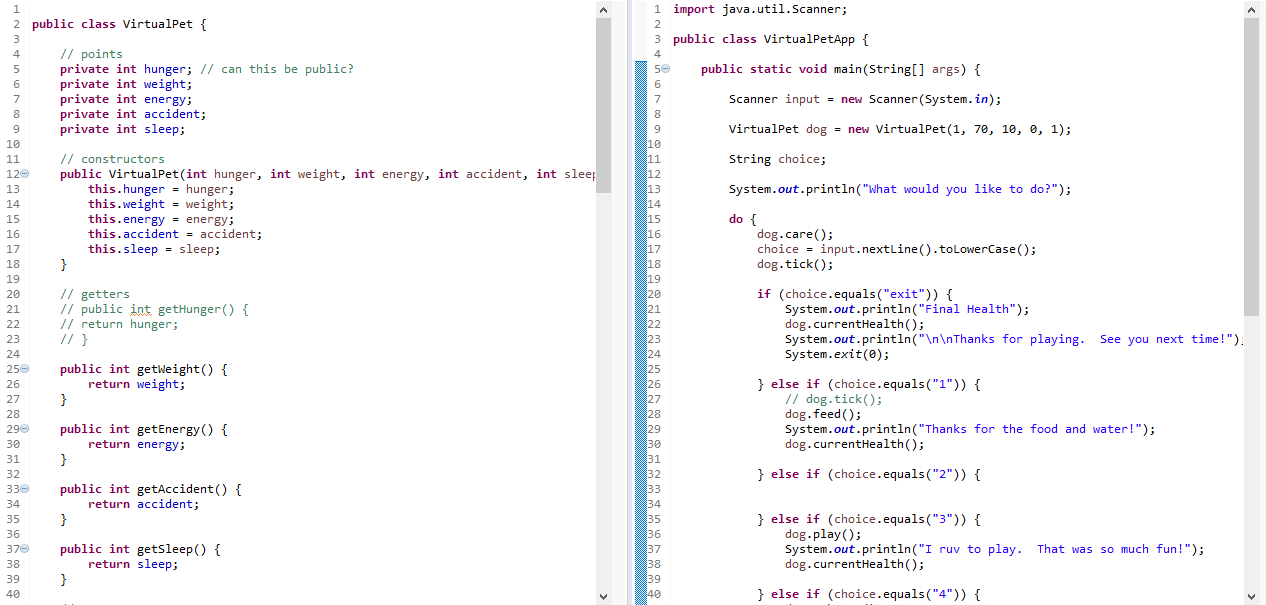 1
2 public class VirtualPet {
3
4 // points
5 private int hunger; // can this be public?
6 private int weight;
7 private int energy;
8 private int accident;
9 private int sleep;
10
11 // constructors
12 public VirtualPet(int hunger, int weight, int energy, int accident, int sleep
13 this.hunger = hunger;
14 this.weight = weight;
15 this.energy = energy;
16 this.accident = accident;
17 this.sleep = sleep;
18 }
19
20 // getters
21 // public int getHunger() {
22 // return hunger;
23 // }
24
25 public int getWeight() {
26 return weight;
27 }
28
29 public int getEnergy() {
30 return energy;
31 }
32
33 public int getAccident() {
34 return accident;
35 }
36
37 public int getSleep() {
38 return sleep;
39 }
40
1 import java.util.Scanner;
2
3 public class VirtualPetApp {
4
5 public static void main(String[] args) {
6
7 Scanner input = new Scanner(System.in);
8
9 VirtualPet dog = new VirtualPet(1, 70, 10, 0, 1);
10
11 String choice;
12
13 System.out.println("What would you like to do?");
14
15 do {
16 dog.care();
17 choice = input.nextLine().toLowerCase();
18 dog.tick();
19
20 if (choice.equals("exit")) {
21 System.out.println("Final Health");
22 dog.currentHealth();
23 System.out.println("\n\nThanks for playing.  See you next time!");
24 System.exit(0);
25
26 } else if (choice.equals("1")) {
27 // dog.tick();
28 dog.feed();
29 System.out.println("Thanks for the food and water!");
30 dog.currentHealth();
31
32 } else if (choice.equals("2")) {
33
34
35 } else if (choice.equals("3")) {
36 dog.play();
37 System.out.println("I ruv to play.  That was so much fun!");
38 dog.currentHealth();
39
40 } else if (choice.equals("4")) {